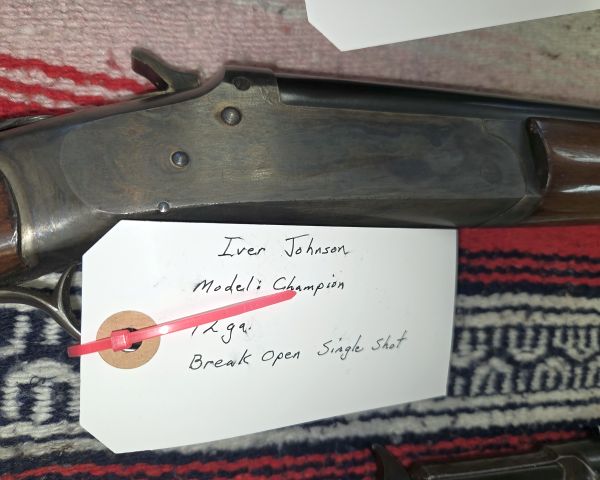 Iver Johnson
Model: Champion
12 ga.
Break Open Single Shot